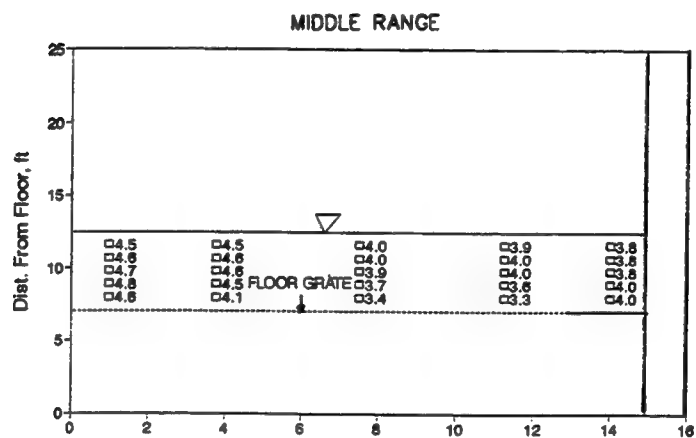 MIDDLE RANGE
25
20
15
10
5
0
Dist. From Floor, ft
4.5 4.5 4.0 3.9 3.8
4.6 4.6 4.0 4.0 3.8
4.7 4.6 3.9 4.0 3.8
4.8 4.5 FLOOR GRATE 3.7 3.6 4.0
4.6 4.1 3.4 3.3 4.0
0 2 4 6 8 10 12 14 16